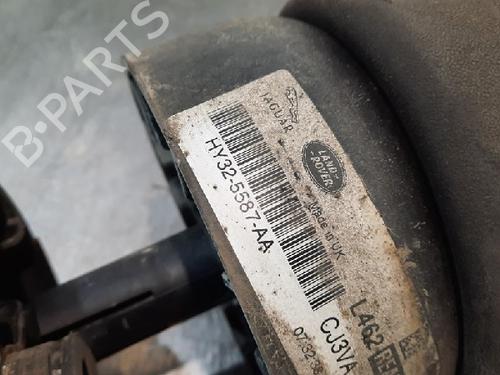 B-PARTS
JAGUAR
LAND-
ROVER
Made in UK
HY32-5587-AA
L462
CJ3VA